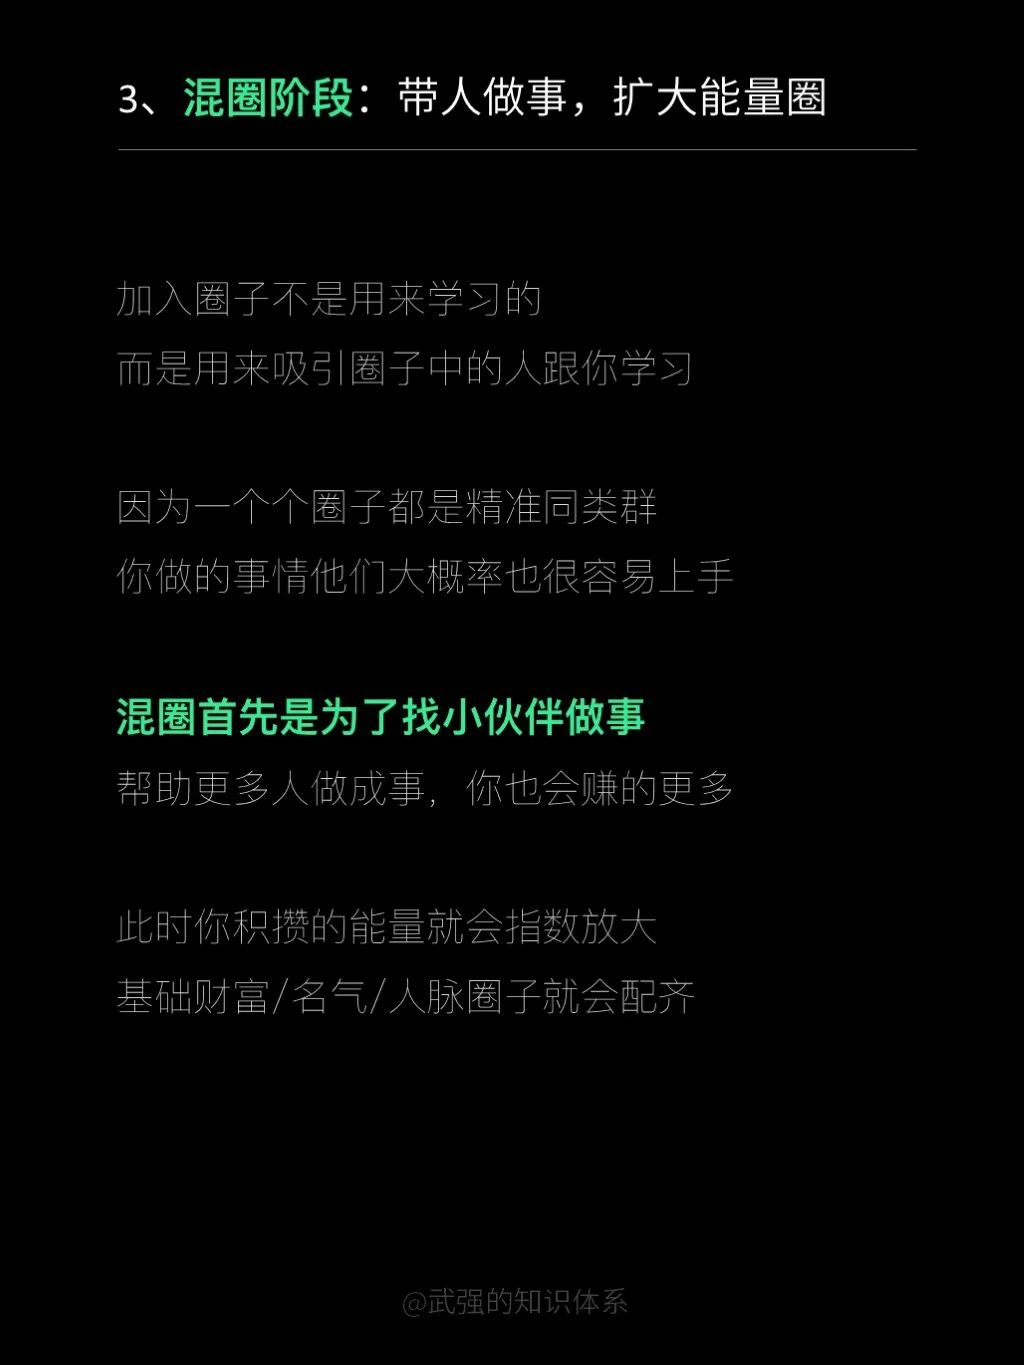 3、混圈阶段：带人做事，扩大能量圈
加入圈子不是用来学习的
而是用来吸引圈子中的人跟你学习
因为一个个圈子都是精准同类群
你做的事情他们大概率也很容易上手
混圈首先是为了找小伙伴做事
帮助更多人做成事，你也会赚的更多
此时你积攒的能量就会指数放大
基础财富/名气/人脉圈子就会配齐
@武强的知识体系